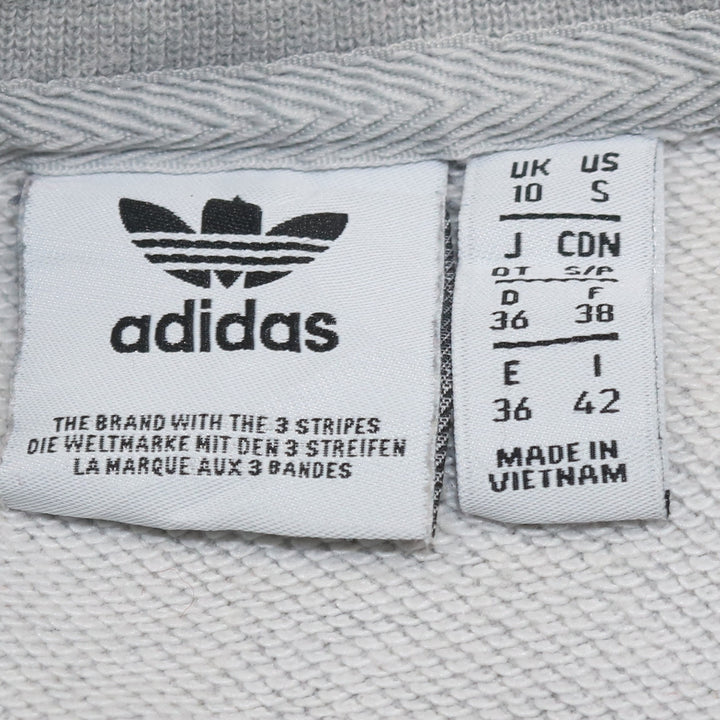 adidas
THE BRAND WITH THE 3 STRIPES
DIE WELTMARKE MIT DEN 3 STREIFEN
LA MARQUE AUX 3 BANDES
UK US
10 S
J CDN
OT S/P
D F
36 38
E I
36 42
MADE IN
VIETNAM